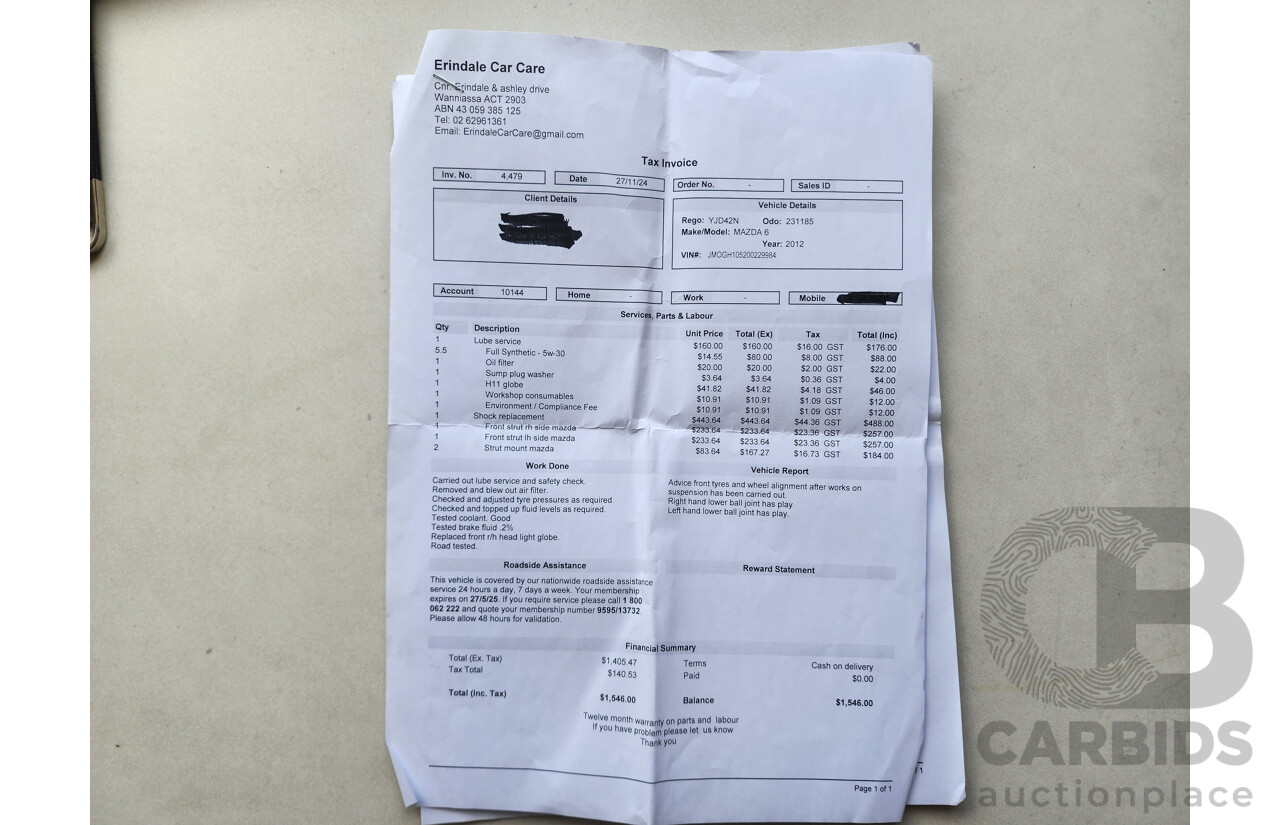 Erindale Car Care
Cnr. Erindale & ashley drive
Wanniassa ACT 2903
ABN 43 059 385 125
Tel: 02 62961361
Email: ErindaleCarCare@gmail.com
Tax Invoice
Inv. No. 4,479 Date 27/11/24 Order No. - Sales ID -
Client Details
Vehicle Details
Rego: YJD42N Odo: 231185
Make/Model: MAZDA 6
Year: 2012
VIN#: JMOGH105200229984
Account 10144 Home - Work - Mobile
Services, Parts & Labour
Qty Description Unit Price Total (Ex) Tax Total (Inc)
1 Lube service $160.00 $160.00 $16.00 GST $176.00
5.5 Full Synthetic - 5w-30 $14.55 $80.00 $8.00 GST $88.00
1 Oil filter $20.00 $20.00 $2.00 GST $22.00
1 Sump plug washer $3.64 $3.64 $0.36 GST $4.00
1 H11 globe $41.82 $41.82 $4.18 GST $46.00
1 Workshop consumables $10.91 $10.91 $1.09 GST $12.00
1 Environment / Compliance Fee $10.91 $10.91 $1.09 GST $12.00
1 Shock replacement $443.64 $443.64 $44.36 GST $488.00
1 Front strut rh side mazda $233.64 $233.64 $23.36 GST $257.00
1 Front strut lh side mazda $233.64 $233.64 $23.36 GST $257.00
2 Strut mount mazda $83.64 $167.27 $16.73 GST $184.00
Work Done
Carried out lube service and safety check.
Removed and blew out air filter.
Checked and adjusted tyre pressures as required.
Checked and topped up fluid levels as required.
Tested coolant. Good
Tested brake fluid .2%
Replaced front r/h head light globe.
Road tested.
Vehicle Report
Advice front tyres and wheel alignment after works on
suspension has been carried out.
Right hand lower ball joint has play.
Left hand lower ball joint has play.
Roadside Assistance
This vehicle is covered by our nationwide roadside assistance
service 24 hours a day, 7 days a week. Your membership
expires on 27/5/25. If you require service please call 1 800
062 222 and quote your membership number 9595/13732
Please allow 48 hours for validation.
Reward Statement
Financial Summary
Total (Ex. Tax) $1,405.47 Terms Cash on delivery
Tax Total $140.53 Paid $0.00
Total (Inc. Tax) $1,546.00 Balance $1,546.00
Twelve month warranty on parts and labour
If you have problem please let us know
Thank you
Page 1 of 1
CARBIDS
auctionplace